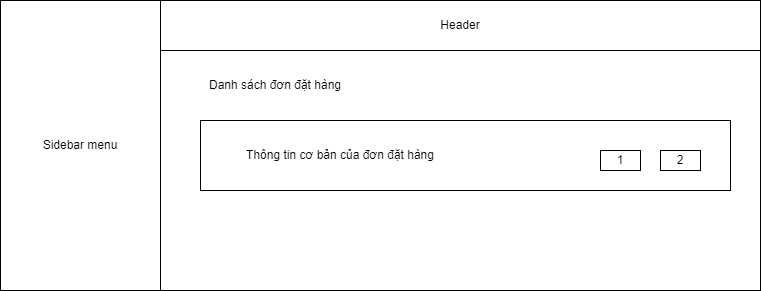 Header
Sidebar menu
Danh sách đơn đặt hàng
Thông tin cơ bản của đơn đặt hàng
1
2